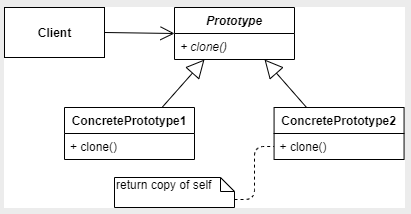 Client
Prototype
+ clone()
ConcretePrototype1
+ clone()
ConcretePrototype2
+ clone()
return copy of self